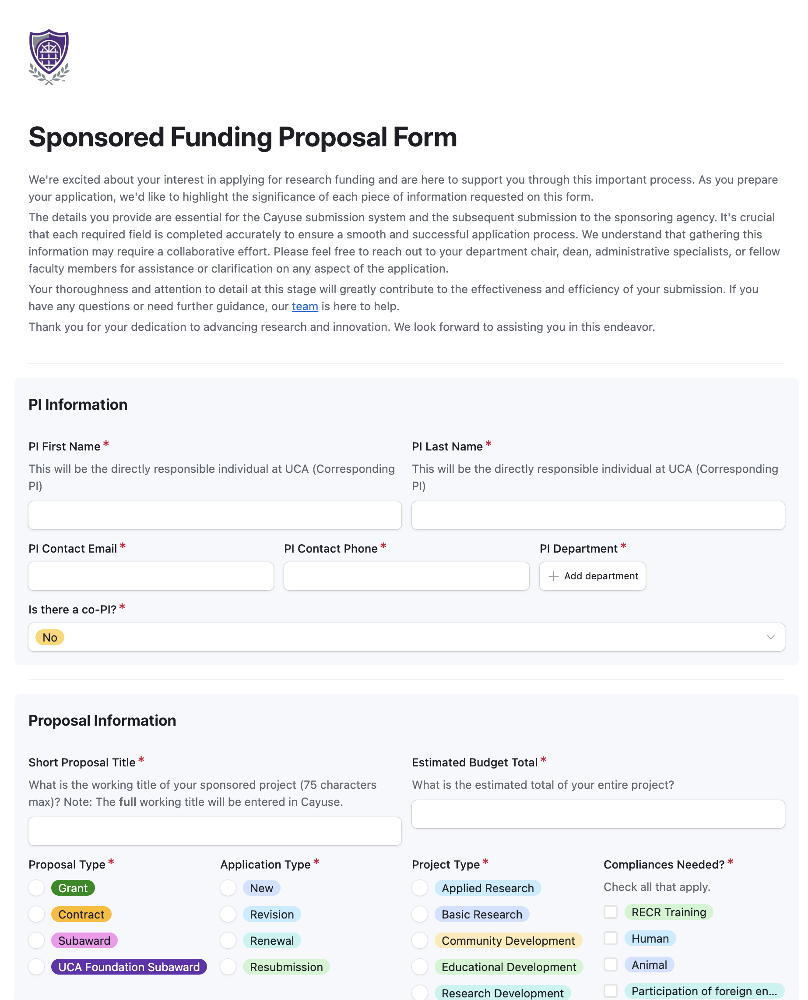 TM
Sponsored Funding Proposal Form
We're excited about your interest in applying for research funding and are here to support you through this important process. As you prepare
your application, we'd like to highlight the significance of each piece of information requested on this form.
The details you provide are essential for the Cayuse submission system and the subsequent submission to the sponsoring agency. It's crucial
that each required field is completed accurately to ensure a smooth and successful application process. We understand that gathering this
information may require a collaborative effort. Please feel free to reach out to your department chair, dean, administrative specialists, or fellow
faculty members for assistance or clarification on any aspect of the application.
Your thoroughness and attention to detail at this stage will greatly contribute to the effectiveness and efficiency of your submission. If you
have any questions or need further guidance, our team is here to help.
Thank you for your dedication to advancing research and innovation. We look forward to assisting you in this endeavor.
PI Information
PI First Name *
This will be the directly responsible individual at UCA (Corresponding
PI)
PI Last Name *
This will be the directly responsible individual at UCA (Corresponding
PI)
PI Contact Email *
PI Contact Phone *
PI Department *
Add department
Is there a co-PI? *
No
Proposal Information
Short Proposal Title *
What is the working title of your sponsored project (75 characters
max)? Note: The full working title will be entered in Cayuse.
Estimated Budget Total *
What is the estimated total of your entire project?
Proposal Type *
Grant
Contract
Subaward
UCA Foundation Subaward
Application Type *
New
Revision
Renewal
Resubmission
Project Type *
Applied Research
Basic Research
Community Development
Educational Development
Research Development
Compliances Needed? *
Check all that apply.
RECR Training
Human
Animal
Participation of foreign en...